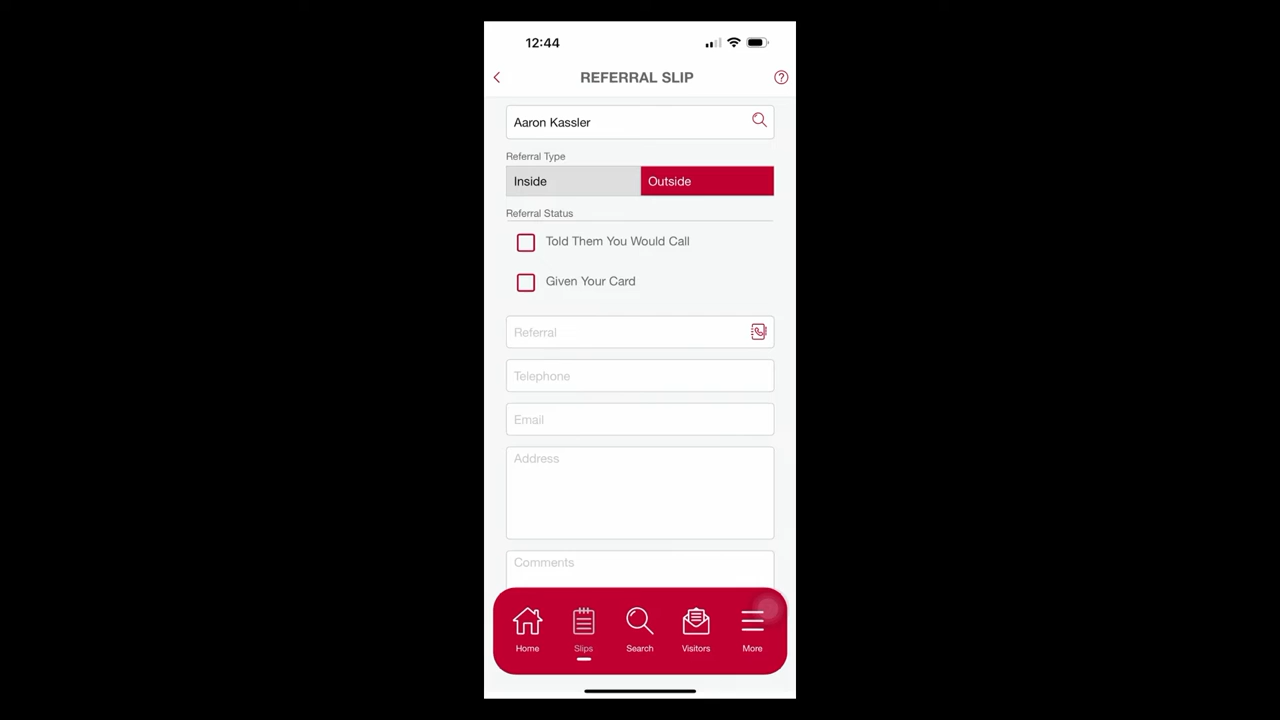 12:44
REFERRAL SLIP
Aaron Kassler
Referral Type
Inside Outside
Referral Status
Told Them You Would Call
Given Your Card
Referral
Telephone
Email
Address
Comments
Home Slips Search Visitors More